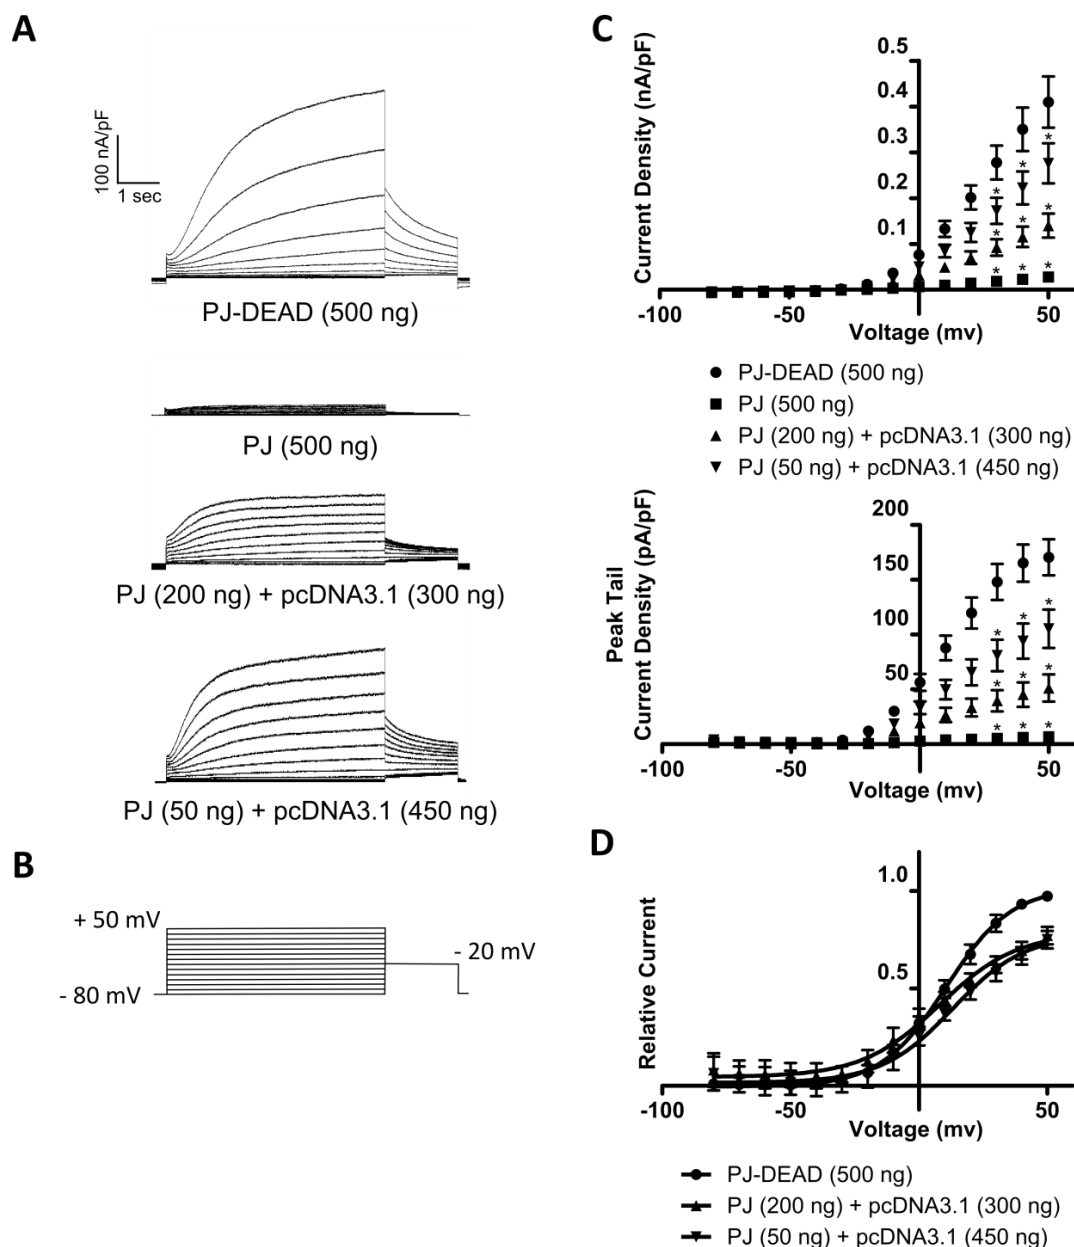 A
100 nA/pF
1 sec
PJ-DEAD (500 ng)
PJ (500 ng)
PJ (200 ng) + pcDNA3.1 (300 ng)
PJ (50 ng) + pcDNA3.1 (450 ng)
B
+ 50 mV
- 20 mV
- 80 mV
C
Current Density (nA/pF)
0.5
0.4
0.3
0.2
0.1
* * *
* * *
* * *
-100
-50
50
Voltage (mv)
PJ-DEAD (500 ng)
PJ (500 ng)
PJ (200 ng) + pcDNA3.1 (300 ng)
PJ (50 ng) + pcDNA3.1 (450 ng)
Peak Tail
Current Density (pA/pF)
200
150
100
50
* * *
* * *
* * *
-100
-50
50
Voltage (mv)
D
Relative Current
1.0
0.5
-100
-50
50
Voltage (mv)
PJ-DEAD (500 ng)
PJ (200 ng) + pcDNA3.1 (300 ng)
PJ (50 ng) + pcDNA3.1 (450 ng)